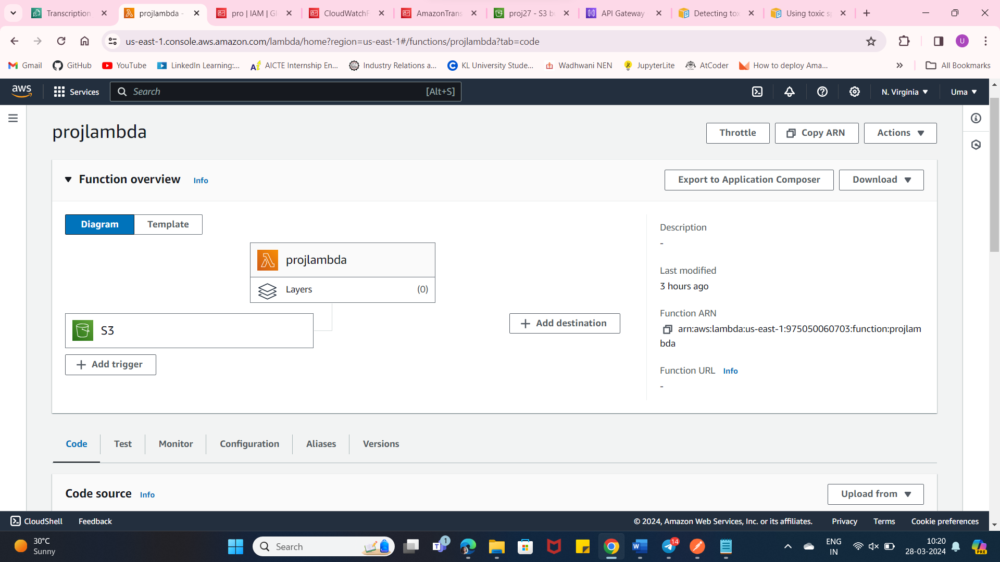 Transcription
projlambda -
pro | IAM | Gl
CloudWatchF
AmazonTrans
proj27 - S3 bu
API Gateway
Detecting tox
Using toxic sp
us-east-1.console.aws.amazon.com/lambda/home?region=us-east-1#/functions/projlambda?tab=code
U
Gmail
GitHub
YouTube
LinkedIn Learning:...
AICTE Internship En...
Industry Relations a...
KL University Stude...
Wadhwani NEN
JupyterLite
AtCoder
How to deploy Ama...
All Bookmarks
aws
Services
Search
[Alt+S]
N. Virginia
Uma
projlambda
Throttle
Copy ARN
Actions
Function overview
Info
Export to Application Composer
Download
Diagram
Template
projlambda
Layers
(0)
S3
Add trigger
Add destination
Description
-
Last modified
3 hours ago
Function ARN
arn:aws:lambda:us-east-1:975050060703:function:projlam
bda
Function URL Info
-
Code
Test
Monitor
Configuration
Aliases
Versions
Code source
Info
Upload from
CloudShell
Feedback
© 2024, Amazon Web Services, Inc. or its affiliates.
Privacy
Terms
Cookie preferences
30°C
Sunny
Search
1
14
ENG
IN
10:20
28-03-2024
PRE